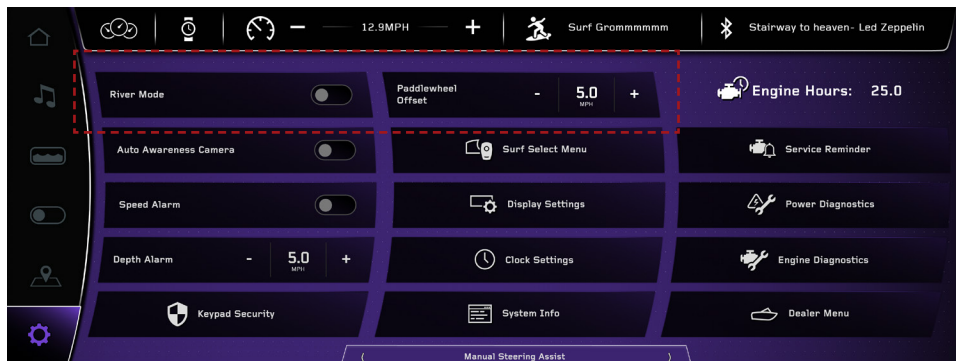 12.9MPH
Surf Grommmmmm
Stairway to heaven- Led Zeppelin
River Mode
Paddlewheel
Offset
- 5.0 +
MPH
Engine Hours: 25.0
Auto Awareness Camera
Surf Select Menu
Service Reminder
Speed Alarm
Display Settings
Power Diagnostics
Depth Alarm
- 5.0 +
MPH
Clock Settings
Engine Diagnostics
Keypad Security
System Info
Dealer Menu
Manual Steering Assist